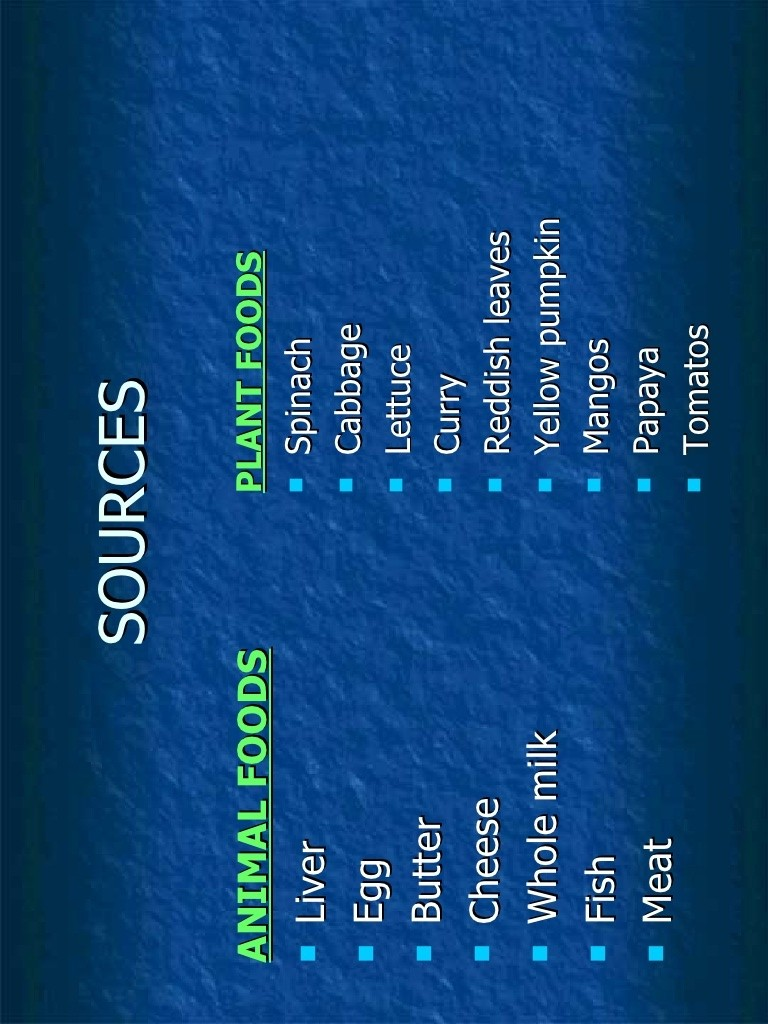 SOURCES
ANIMAL FOODS
Liver
Egg
Butter
Cheese
Whole milk
Fish
Meat
PLANT FOODS
Spinach
Cabbage
Lettuce
Curry
Reddish leaves
Yellow pumpkin
Mangos
Papaya
Tomatos